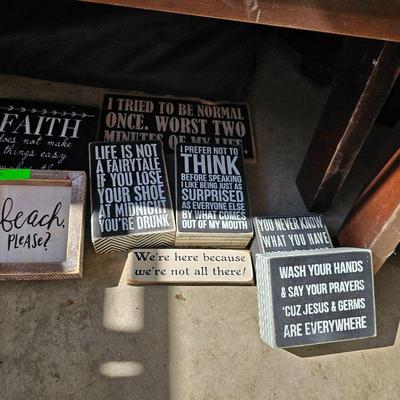 FAITH
does not make
things easy
I TRIED TO BE NORMAL
ONCE. WORST TWO
MINUTES OF MY LIFE
LIFE IS NOT
A FAIRYTALE
IF YOU LOSE
YOUR SHOE
AT MIDNIGHT
YOU'RE DRUNK
I PREFER NOT TO
THINK
BEFORE SPEAKING
I LIKE BEING JUST AS
SURPRISED
AS EVERYONE ELSE
BY WHAT COMES
OUT OF MY MOUTH
beach,
PLEASE?
We're here because
we're not all there!
YOU NEVER KNOW
WHAT YOU HAVE
WASH YOUR HANDS
& SAY YOUR PRAYERS
'CUZ JESUS & GERMS
ARE EVERYWHERE